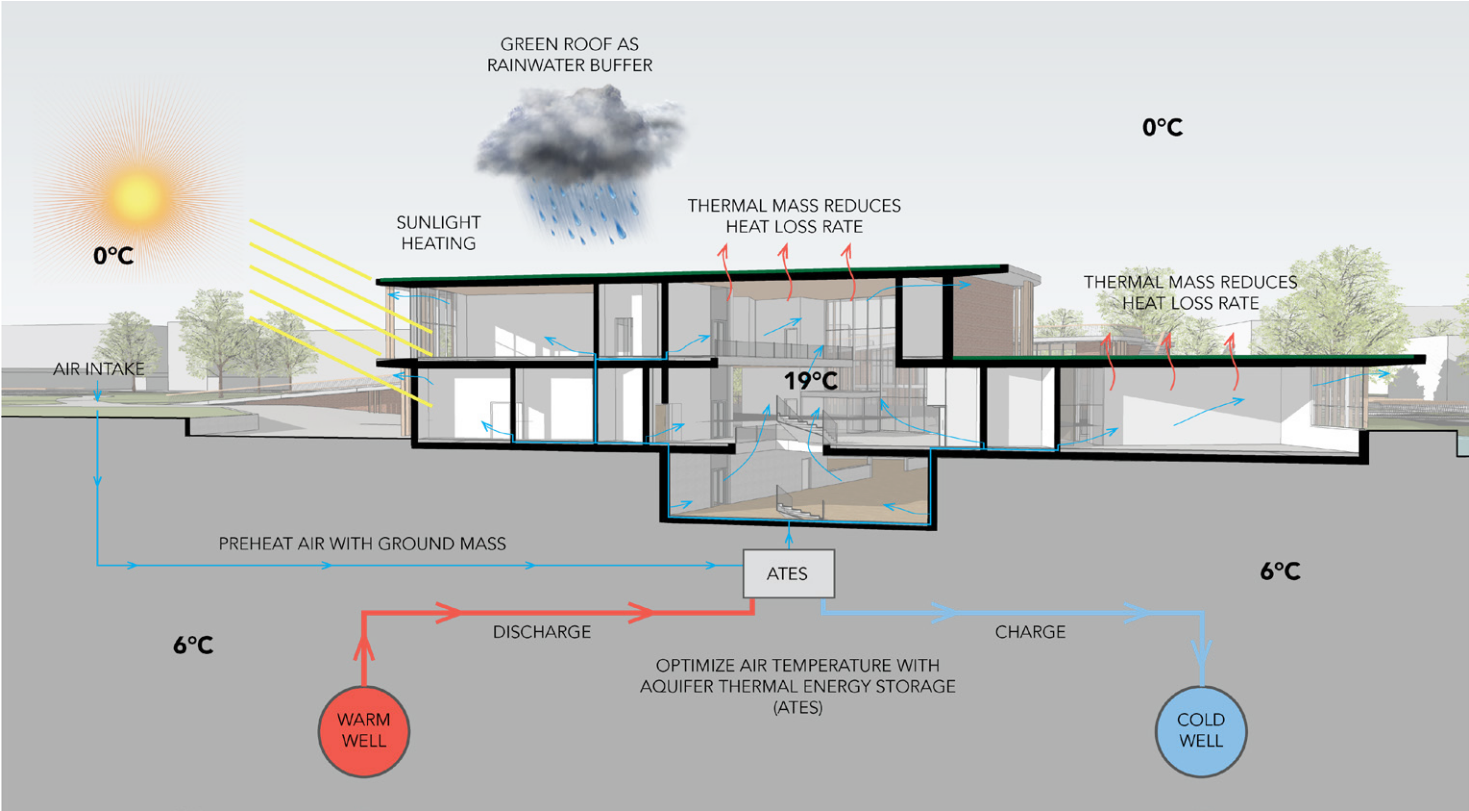 GREEN ROOF AS
RAINWATER BUFFER
0°C
THERMAL MASS REDUCES
HEAT LOSS RATE
SUNLIGHT
HEATING
0°C
THERMAL MASS REDUCES
HEAT LOSS RATE
AIR INTAKE
19°C
PREHEAT AIR WITH GROUND MASS
ATES
6°C
DISCHARGE
CHARGE
6°C
OPTIMIZE AIR TEMPERATURE WITH
AQUIFER THERMAL ENERGY STORAGE
(ATES)
WARM
WELL
COLD
WELL